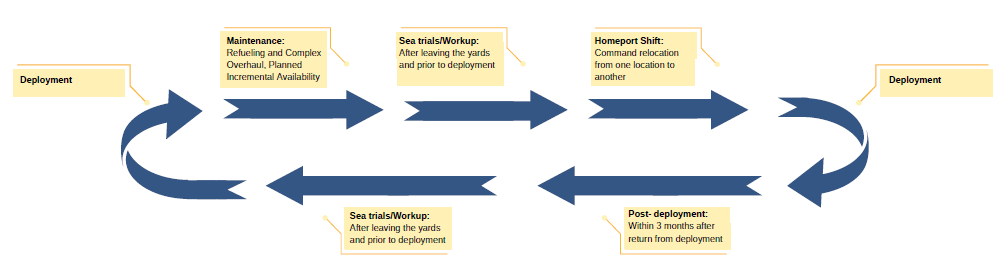 Deployment
Maintenance:
Refueling and Complex
Overhaul, Planned
Incremental Availability
Sea trials/Workup:
After leaving the yards
and prior to deployment
Homeport Shift:
Command relocation
from one location to
another
Deployment
Sea trials/Workup:
After leaving the yards
and prior to deployment
Post- deployment:
Within 3 months after
return from deployment